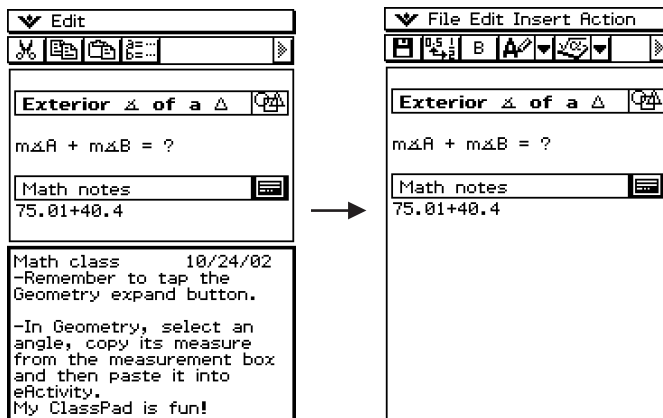 Edit
Exterior ∡ of a △
m∡A + m∡B = ?
Math notes
75.01+40.4
Math class 10/24/02
-Remember to tap the
Geometry expand button.
-In Geometry, select an
angle, copy its measure
from the measurement box
and then paste it into
eActivity.
My ClassPad is fun!
File Edit Insert Action
B
Exterior ∡ of a △
m∡A + m∡B = ?
Math notes
75.01+40.4